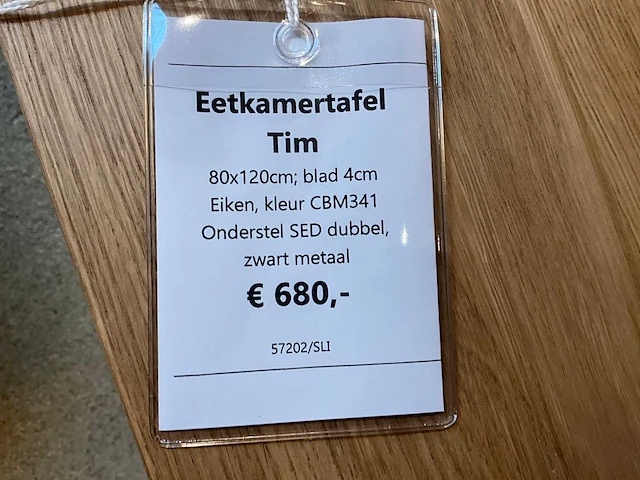 Eetkamertafel
Tim
80x120cm; blad 4cm
Eiken, kleur CBM341
Onderstel SED dubbel,
zwart metaal
€ 680,-
57202/SLI